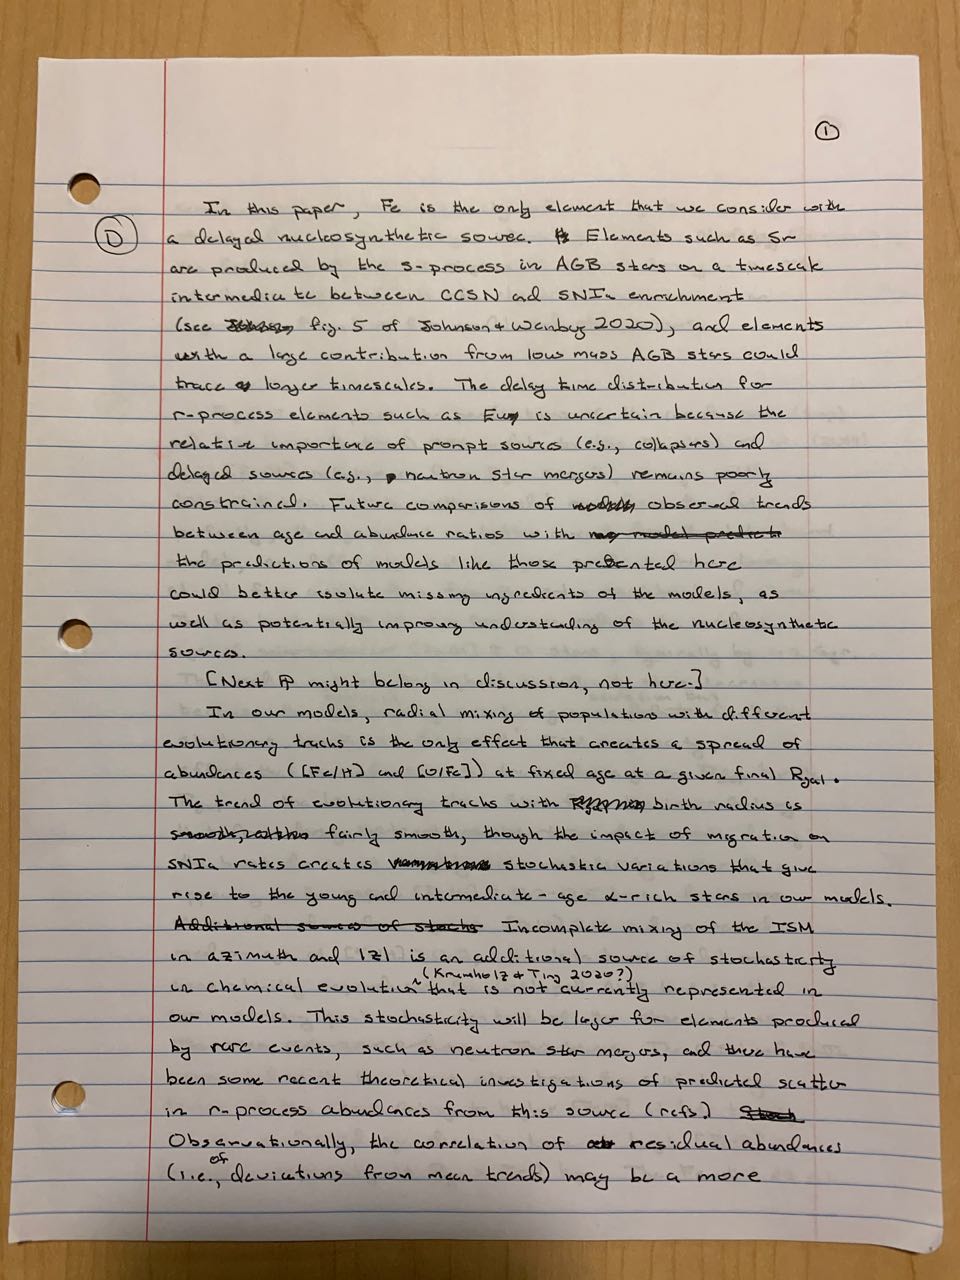 1
In this paper, Fe is the only element that we consider with
D
a delayed nucleosynthetic source. Elements such as Sr
are produced by the s-process in AGB stars on a timescale
intermediate between CCSN and SNIa enrichment
(see fig. 5 of Johnson + Weinberg 2020), and elements
with a large contribution from low mass AGB stars could
trace longer timescales. The delay time distribution for
r-process elements such as Eu is uncertain because the
relative importance of prompt sources (e.g., collapsars) and
delayed sources (e.g., neutron star mergers) remains poorly
constrained. Future comparisons of observed trends
between age and abundance ratios with
the predictions of models like those presented here
could better isolate missing ingredients of the models, as
well as potentially improving understanding of the nucleosynthetic
sources.
[Next PP might belong in discussion, not here.]
In our models, radial mixing of populations with different
evolutionary tracks is the only effect that creates a spread of
abundances ([Fe/H] and [O/Fe]) at fixed age at a given final Rgal.
The trend of evolutionary tracks with birth radius is
fairly smooth, though the impact of migration on
SNIa rates creates stochastic variations that give
rise to the young and intermediate-age α-rich stars in our models.
Additional sources of stochs Incomplete mixing of the ISM
in azimuth and |z| is an additional source of stochasticity
(Krumholz + Ting 2020?)
in chemical evolution ^ that is not currently represented in
our models. This stochasticity will be larger for elements produced
by rare events, such as neutron star mergers, and there have
been some recent theoretical investigations of predicted scatter
in r-process abundances from this source (refs)
Observationally, the correlation of residual abundances
of
(i.e., deviations from mean trends) may be a more